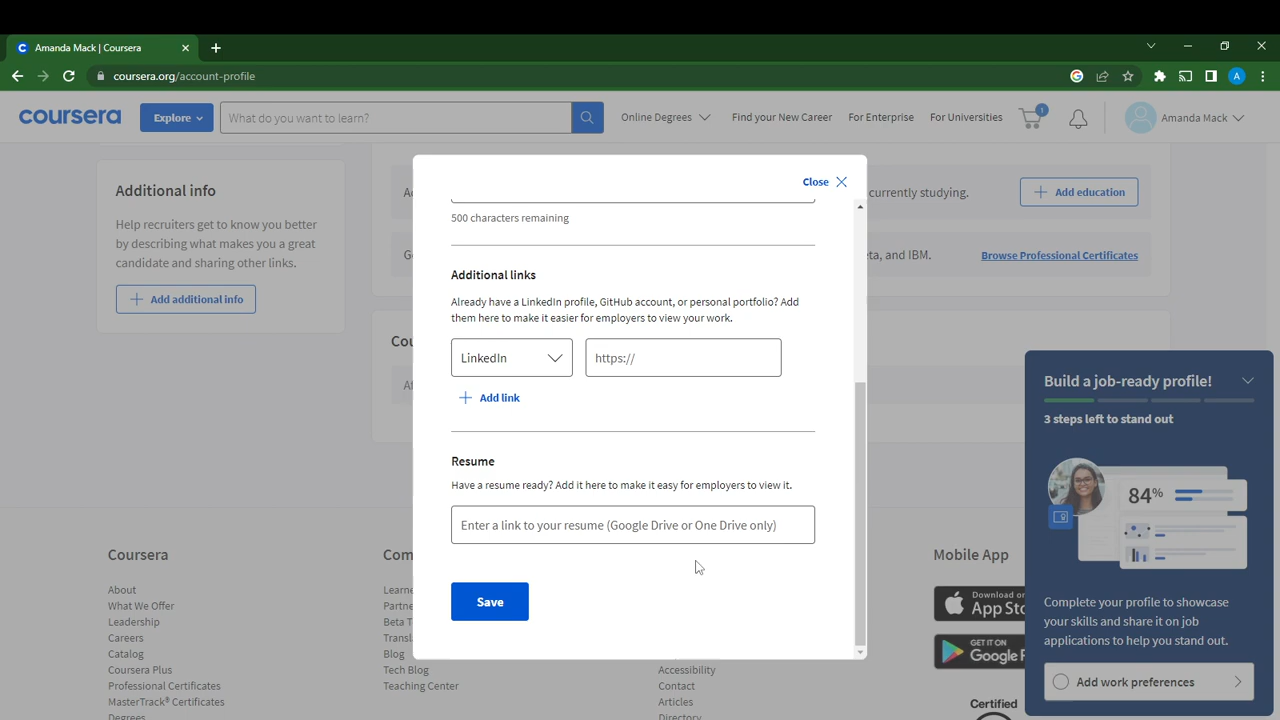 Amanda Mack | Coursera
coursera.org/account-profile
A
coursera
Explore
What do you want to learn?
Online Degrees
Find your New Career
For Enterprise
For Universities
1
Amanda Mack
Additional info
Help recruiters get to know you better
by describing what makes you a great
candidate and sharing other links.
Add additional info
currently studying.
Add education
and IBM.
Browse Professional Certificates
Close
500 characters remaining
Additional links
Already have a LinkedIn profile, GitHub account, or personal portfolio? Add
them here to make it easier for employers to view your work.
LinkedIn
https://
Add link
Resume
Have a resume ready? Add it here to make it easy for employers to view it.
Enter a link to your resume (Google Drive or One Drive only)
Save
Build a job-ready profile!
3 steps left to stand out
84%
Complete your profile to showcase
your skills and share it on job
applications to help you stand out.
Add work preferences
Coursera
About
What We Offer
Leadership
Careers
Catalog
Coursera Plus
Professional Certificates
MasterTrack® Certificates
Degrees
Com
Learne
Partne
Beta T
Transl
Blog
Tech Blog
Teaching Center
Accessibility
Contact
Articles
Directory
Mobile App
Download on
App Sto
GET IT ON
Google P
Certified